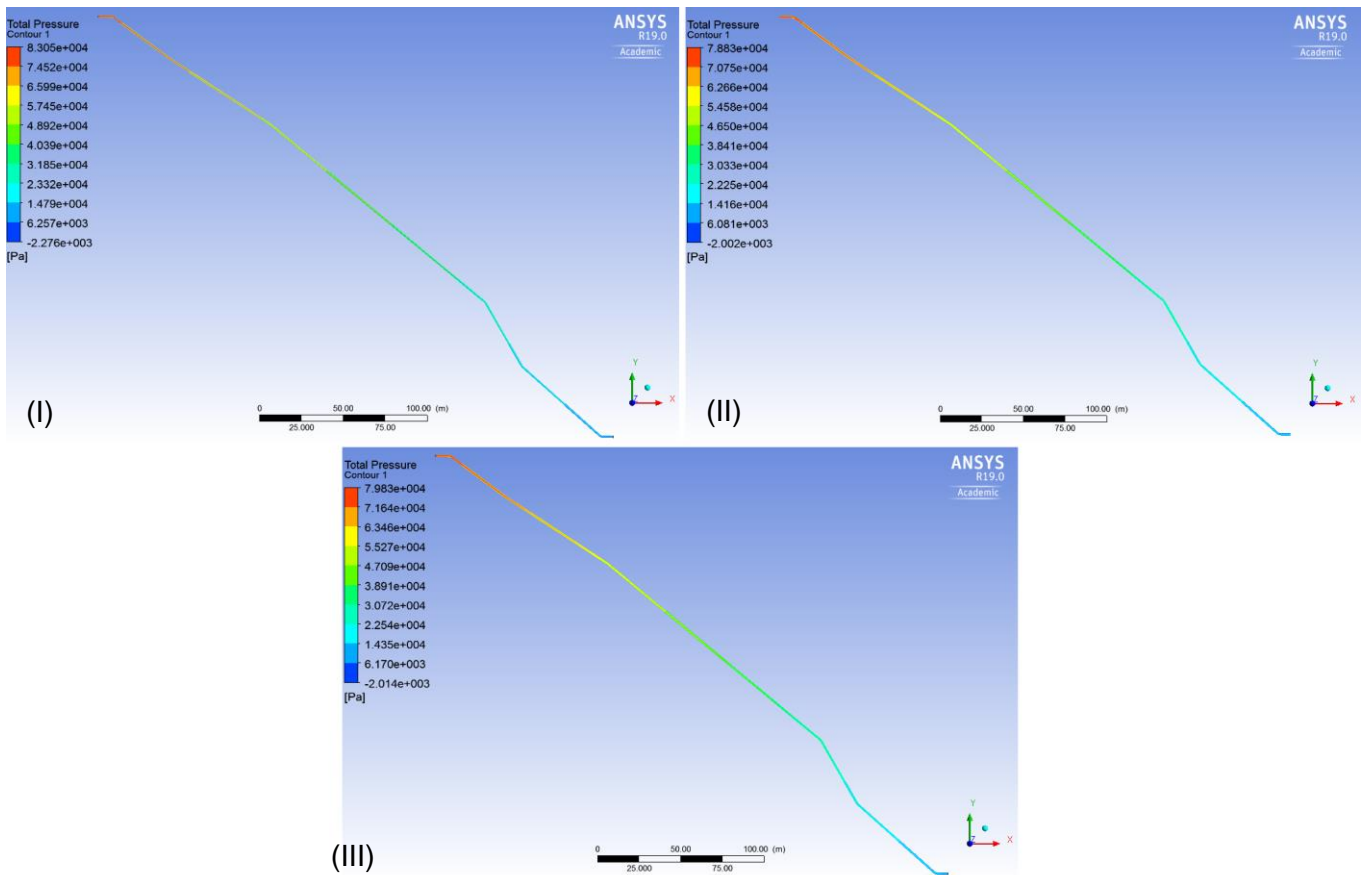 Total Pressure
Contour 1
8.305e+004
7.452e+004
6.599e+004
5.745e+004
4.892e+004
4.039e+004
3.185e+004
2.332e+004
1.479e+004
6.257e+003
-2.276e+003
[Pa]
ANSYS
R19.0
Academic
Y
X
Z
0 50.00 100.00 (m)
25.000 75.00
(I)
Total Pressure
Contour 1
7.883e+004
7.075e+004
6.266e+004
5.458e+004
4.650e+004
3.841e+004
3.033e+004
2.225e+004
1.416e+004
6.081e+003
-2.002e+003
[Pa]
ANSYS
R19.0
Academic
Y
X
Z
0 50.00 100.00 (m)
25.000 75.00
(II)
Total Pressure
Contour 1
7.983e+004
7.164e+004
6.346e+004
5.527e+004
4.709e+004
3.891e+004
3.072e+004
2.254e+004
1.435e+004
6.170e+003
-2.014e+003
[Pa]
ANSYS
R19.0
Academic
Y
X
Z
0 50.00 100.00 (m)
25.000 75.00
(III)